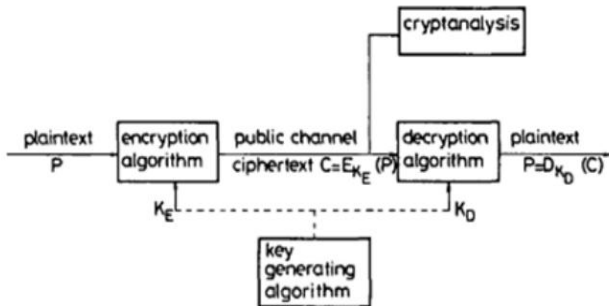 cryptanalysis
plaintext
P
encryption
algorithm
public channel
ciphertext C=E_{K_E} (P)
decryption
algorithm
plaintext
P=D_{K_D} (C)
K_E
K_D
key
generating
algorithm